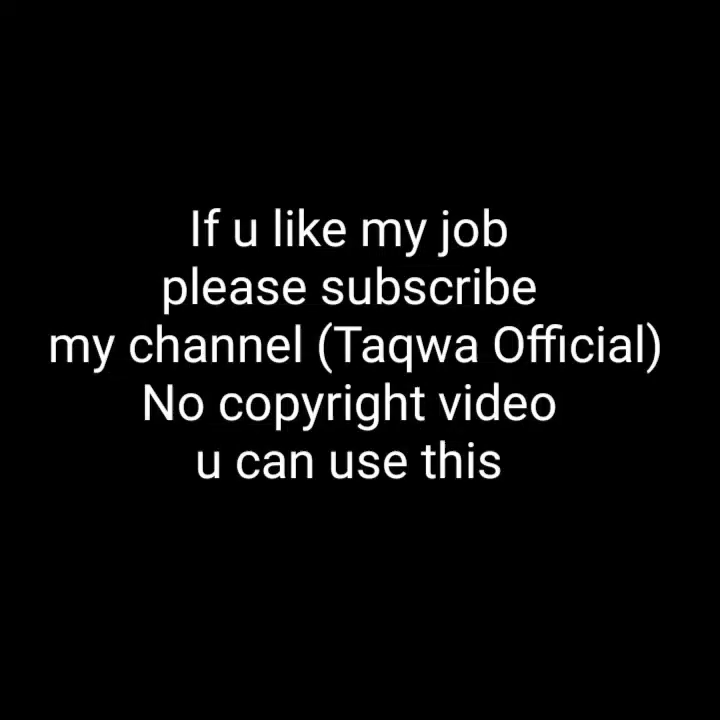 If u like my job
please subscribe
my channel (Taqwa Official)
No copyright video
u can use this